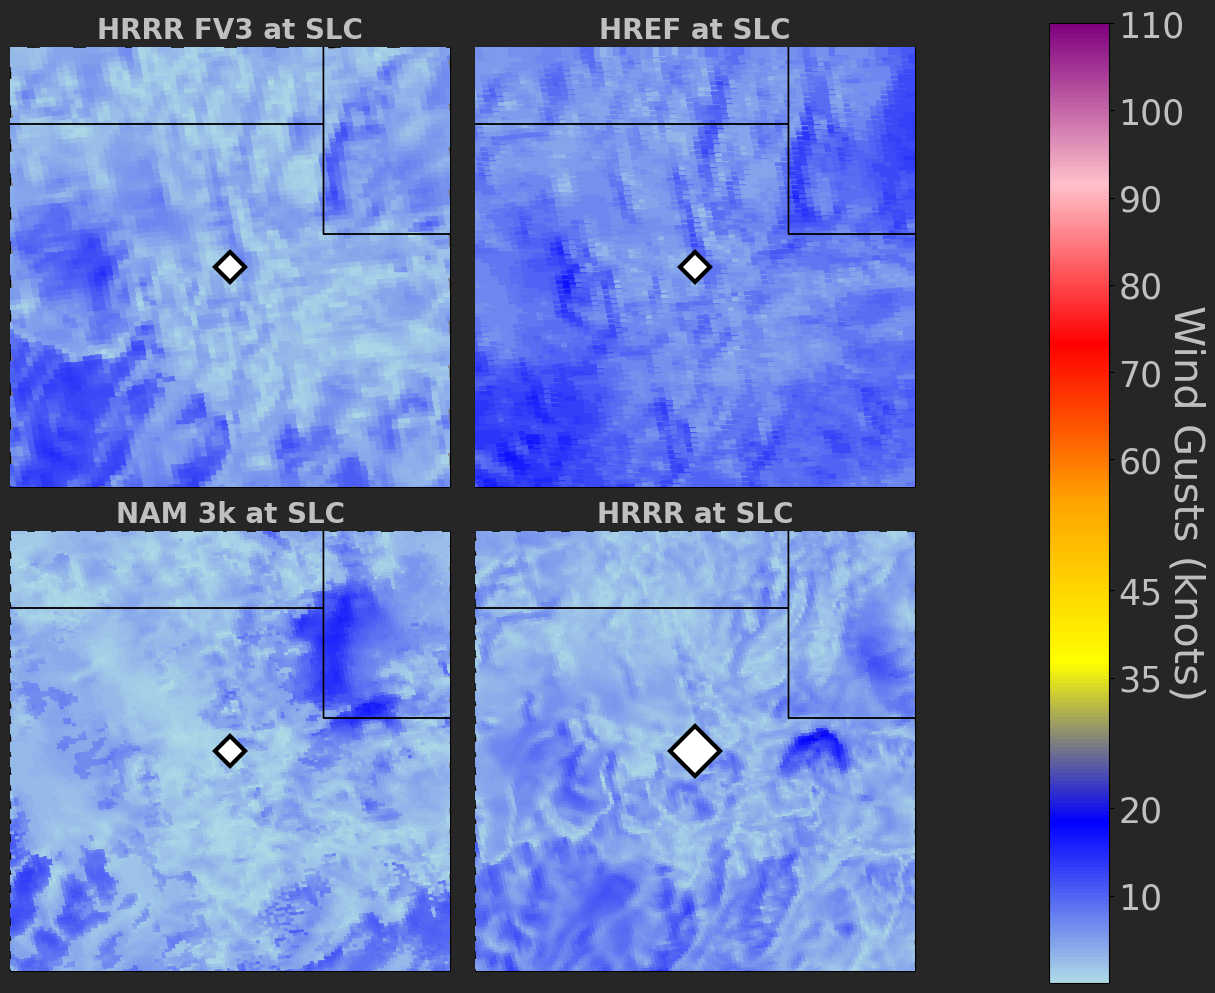 HRRR FV3 at SLC
HREF at SLC
NAM 3k at SLC
HRRR at SLC
110
100
90
80
70
60
45
35
20
10
Wind Gusts (knots)